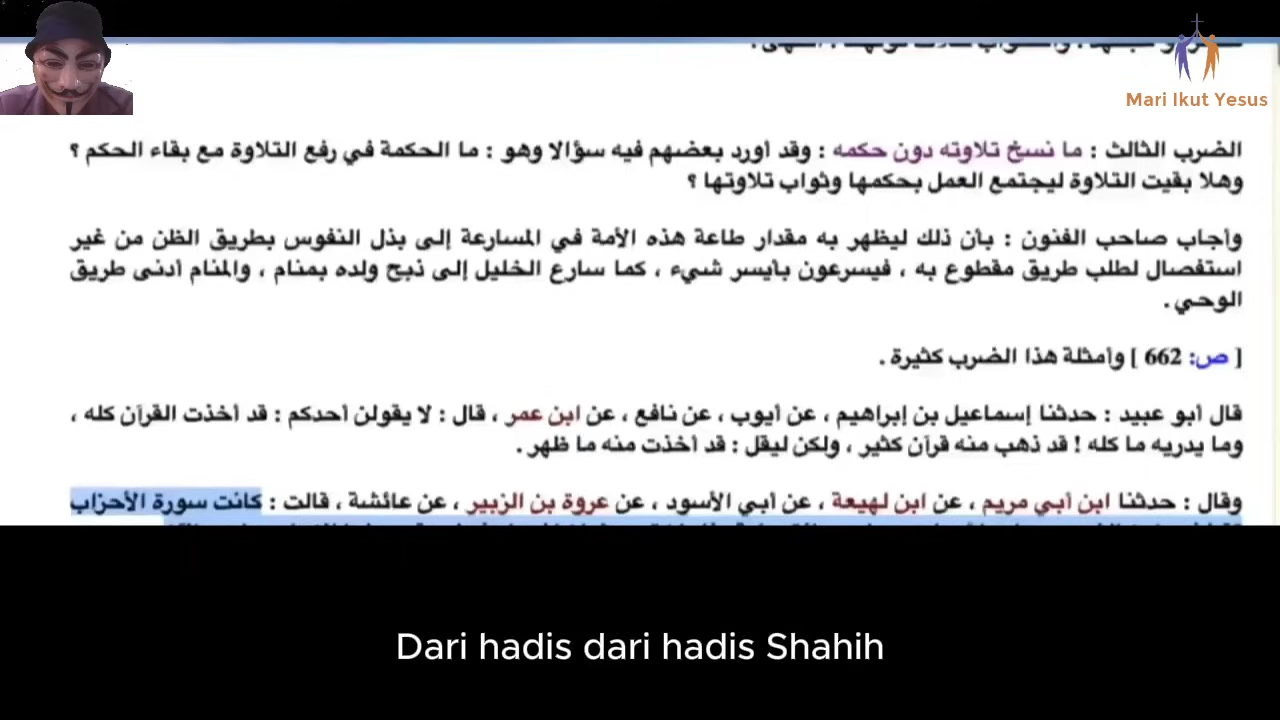 Mari Ikut Yesus
الضرب الثالث : ما نسخ تلاوته دون حكمه : وقد أورد بعضهم فيه سؤالا وهو : ما الحكمة في رفع التلاوة مع بقاء الحكم ؟
وهلا بقيت التلاوة ليجتمع العمل بحكمها وثواب تلاوتها ؟
وأجاب صاحب الفنون : بأن ذلك ليظهر به مقدار طاعة هذه الأمة في المسارعة إلى بذل النفوس بطريق الظن من غير
استفصال لطلب طريق مقطوع به ، فيسرعون بأيسر شيء ، كما سارع الخليل إلى ذبح ولده بمنام ، والمنام أدنى طريق
الوحي .
[ ص: 662 ] وأمثلة هذا الضرب كثيرة .
قال أبو عبيد : حدثنا إسماعيل بن إبراهيم ، عن أيوب ، عن نافع ، عن ابن عمر ، قال : لا يقولن أحدكم : قد أخذت القرآن كله ،
وما يدريه ما كله ! قد ذهب منه قرآن كثير ، ولكن ليقل : قد أخذت منه ما ظهر .
وقال : حدثنا ابن أبي مريم ، عن ابن لهيعة ، عن أبي الأسود ، عن عروة بن الزبير ، عن عائشة ، قالت : كانت سورة الأحزاب
Dari hadis dari hadis Shahih